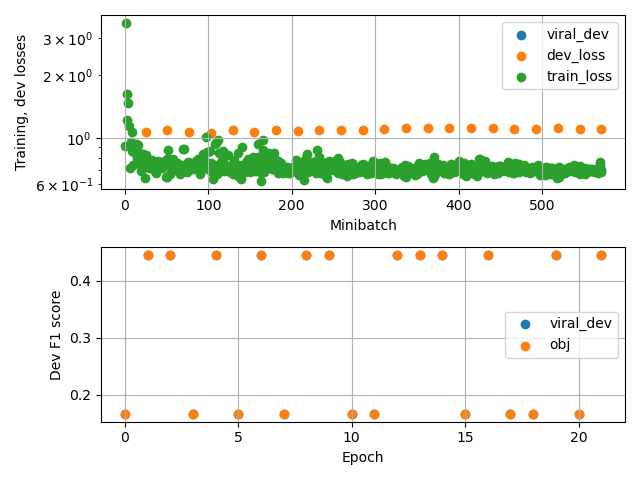 3 × 10⁰
2 × 10⁰
10⁰
6 × 10⁻¹
Training, dev losses
viral_dev
dev_loss
train_loss
0 100 200 300 400 500
Minibatch
0.4
0.3
0.2
Dev F1 score
viral_dev
obj
0 5 10 15 20
Epoch